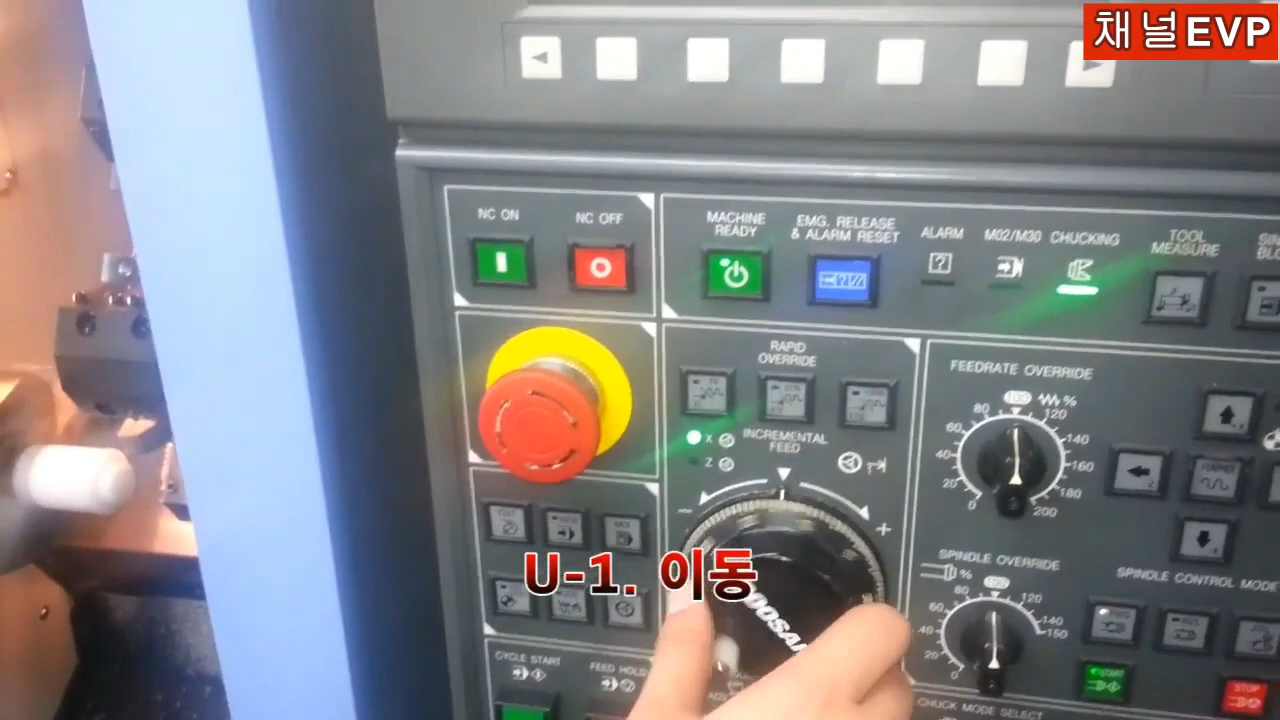 채널EVP
NC ON
NC OFF
MACHINE
READY
EMG. RELEASE
& ALARM RESET
ALARM
M02/M30
CHUCKING
TOOL
MEASURE
RAPID
OVERRIDE
FEEDRATE OVERRIDE
100 %
0 20 40 60 80 120 140 160 180 200
X
INCREMENTAL
FEED
Z
- +
EDIT
MDI
RAPID
U-1. 이동
SPINDLE OVERRIDE
%
0 20 40 60 80 120 140 150
SPINDLE CONTROL MODE
CYCLE START
FEED HOLD
START
STOP
CHUCK MODE SELECT